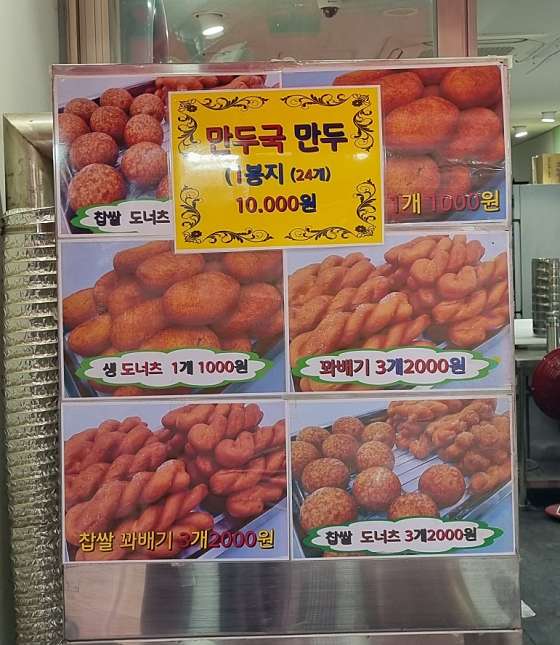 만두국 만두
(1봉지 (24개)
10.000원
찹쌀 도너츠
1개 1000원
생 도너츠 1개 1000원
꽈배기 3개2000원
찹쌀 꽈배기 3개2000원
찹쌀 도너츠 3개2000원